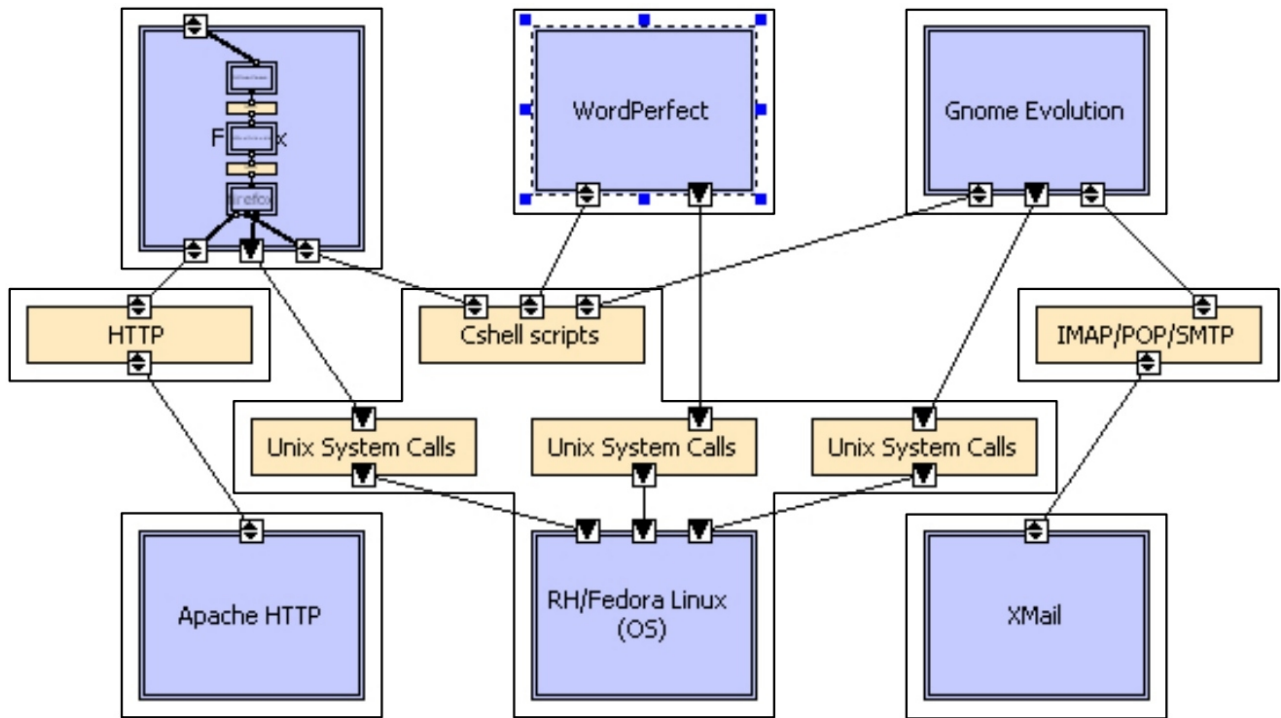 WordPerfect
Gnome Evolution
F x
firefox
HTTP
Cshell scripts
IMAP/POP/SMTP
Unix System Calls
Unix System Calls
Unix System Calls
Apache HTTP
RH/Fedora Linux
(OS)
XMail